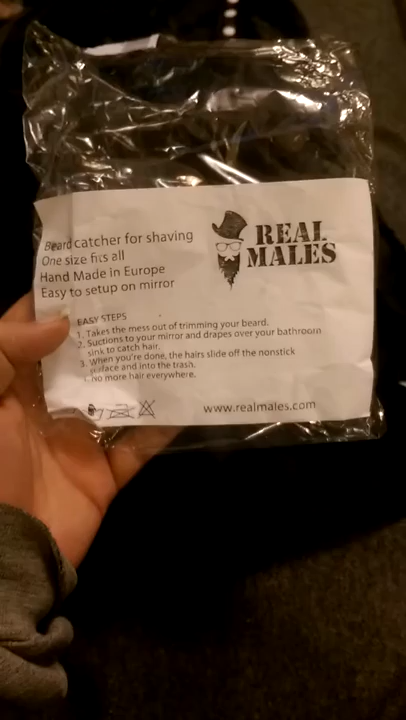 Beard catcher for shaving
One size fits all
Hand Made in Europe
Easy to setup on mirror
REAL
MALES
EASY STEPS
1. Takes the mess out of trimming your beard.
2. Suctions to your mirror and drapes over your bathroom
sink to catch hair.
3. When you're done, the hairs slide off the nonstick
surface and into the trash.
4. No more hair everywhere.
www.realmales.com